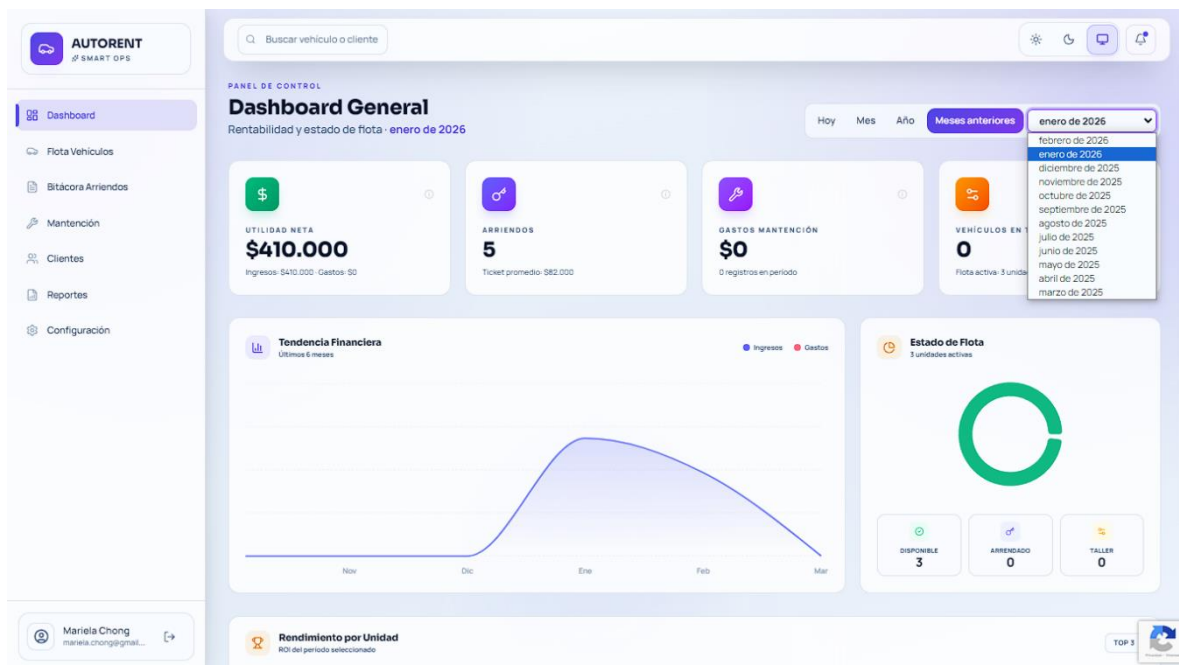 AUTORENT
SMART OPS
Buscar vehículo o cliente
Dashboard
Flota Vehículos
Bitácora Arriendos
Mantención
Clientes
Reportes
Configuración
Mariela Chong
mariela.chong@gmail...
PANEL DE CONTROL
Dashboard General
Rentabilidad y estado de flota · enero de 2026
Hoy
Mes
Año
Meses anteriores
enero de 2026
febrero de 2026
enero de 2026
diciembre de 2025
noviembre de 2025
octubre de 2025
septiembre de 2025
agosto de 2025
julio de 2025
junio de 2025
mayo de 2025
abril de 2025
marzo de 2025
$
UTILIDAD NETA
$410.000
Ingresos: $410.000 · Gastos: $0
ARRIENDOS
5
Ticket promedio: $82.000
GASTOS MANTENCIÓN
$0
0 registros en período
VEHÍCULOS EN
0
Flota activa: 3
Tendencia Financiera
Últimos 6 meses
Ingresos
Gastos
Nov
Dic
Ene
Feb
Mar
Estado de Flota
3 unidades activas
DISPONIBLE
3
ARRENDADO
0
TALLER
0
Rendimiento por Unidad
ROI del período seleccionado
TOP 3